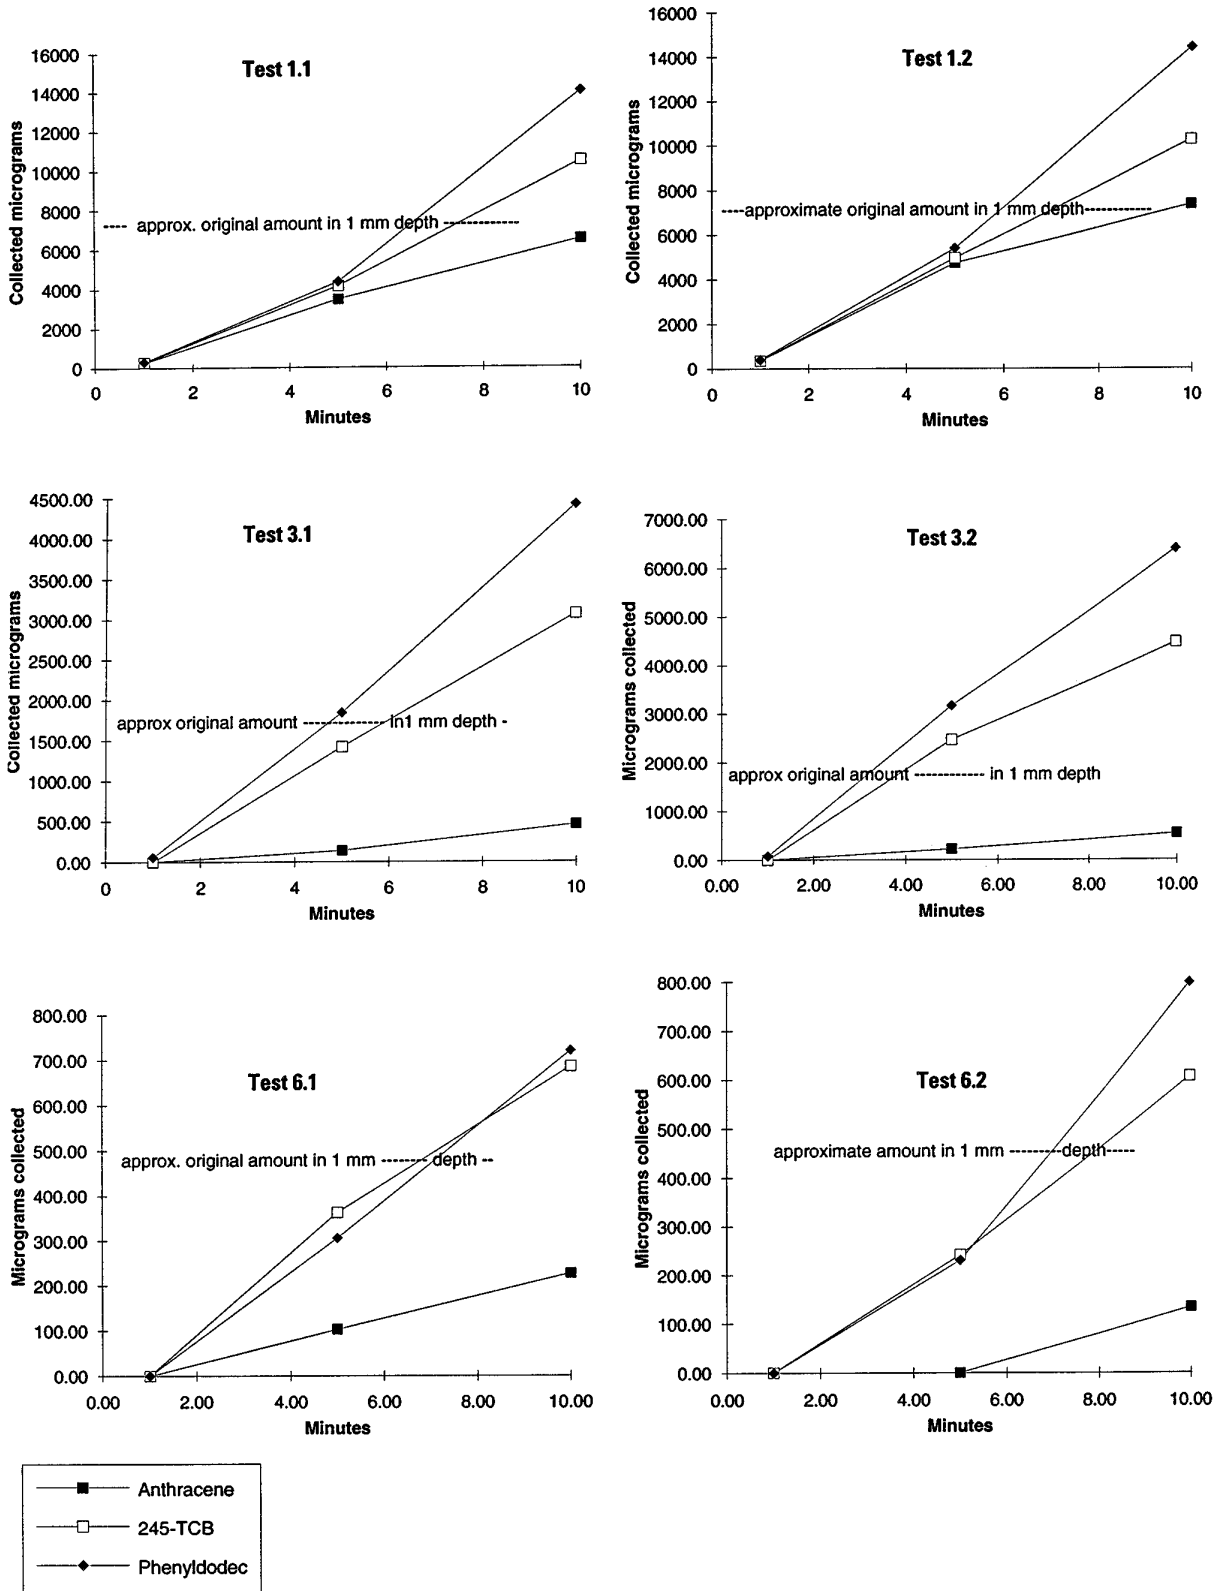 Test 1.1
Collected micrograms
16000
14000
12000
10000
8000
6000
4000
2000
0
approx. original amount in 1 mm depth
0 2 4 6 8 10
Minutes
Test 1.2
Collected micrograms
16000
14000
12000
10000
8000
6000
4000
2000
0
approximate original amount in 1 mm depth
0 2 4 6 8 10
Minutes
Test 3.1
Collected micrograms
4500.00
4000.00
3500.00
3000.00
2500.00
2000.00
1500.00
1000.00
500.00
0.00
approx original amount in1 mm depth
0 2 4 6 8 10
Minutes
Test 3.2
Micrograms collected
7000.00
6000.00
5000.00
4000.00
3000.00
2000.00
1000.00
0.00
approx original amount in 1 mm depth
0.00 2.00 4.00 6.00 8.00 10.00
Minutes
Test 6.1
Micrograms collected
800.00
700.00
600.00
500.00
400.00
300.00
200.00
100.00
0.00
approx. original amount in 1 mm depth
0.00 2.00 4.00 6.00 8.00 10.00
Minutes
Test 6.2
Micrograms collected
800.00
700.00
600.00
500.00
400.00
300.00
200.00
100.00
0.00
approximate amount in 1 mm depth
0.00 2.00 4.00 6.00 8.00 10.00
Minutes
Anthracene
245-TCB
Phenyldodec